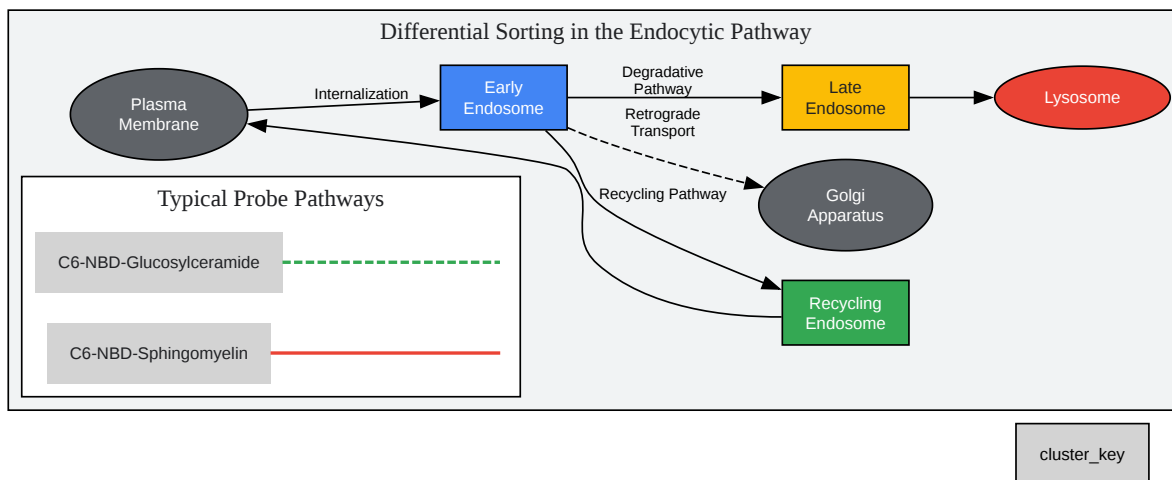 Differential Sorting in the Endocytic Pathway
Plasma
Membrane
Internalization
Early
Endosome
Degradative
Pathway
Retrograde
Transport
Late
Endosome
Lysosome
Recycling Pathway
Golgi
Apparatus
Recycling
Endosome
Typical Probe Pathways
C6-NBD-Glucosylceramide
C6-NBD-Sphingomyelin
cluster_key